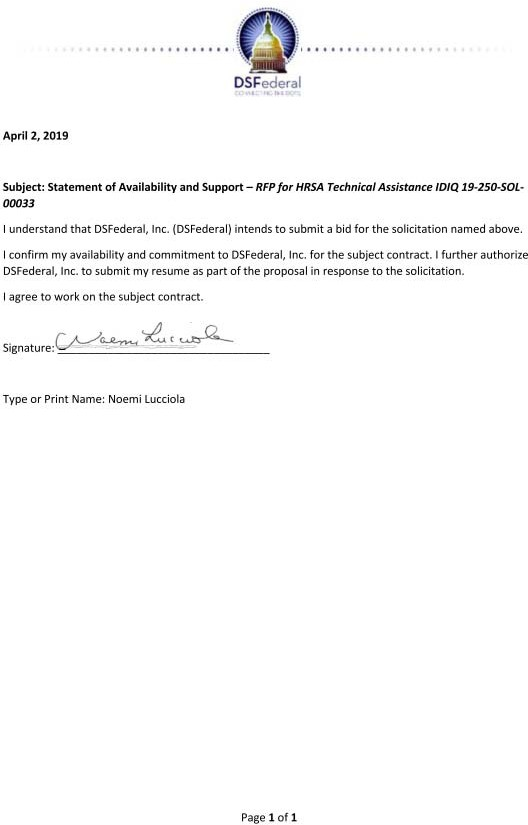 DSFederal
CONNECTING THE DOTS
April 2, 2019
Subject: Statement of Availability and Support – RFP for HRSA Technical Assistance IDIQ 19-250-SOL-
00033
I understand that DSFederal, Inc. (DSFederal) intends to submit a bid for the solicitation named above.
I confirm my availability and commitment to DSFederal, Inc. for the subject contract. I further authorize
DSFederal, Inc. to submit my resume as part of the proposal in response to the solicitation.
I agree to work on the subject contract.
Signature: Noemi Lucciola
Type or Print Name: Noemi Lucciola
Page 1 of 1